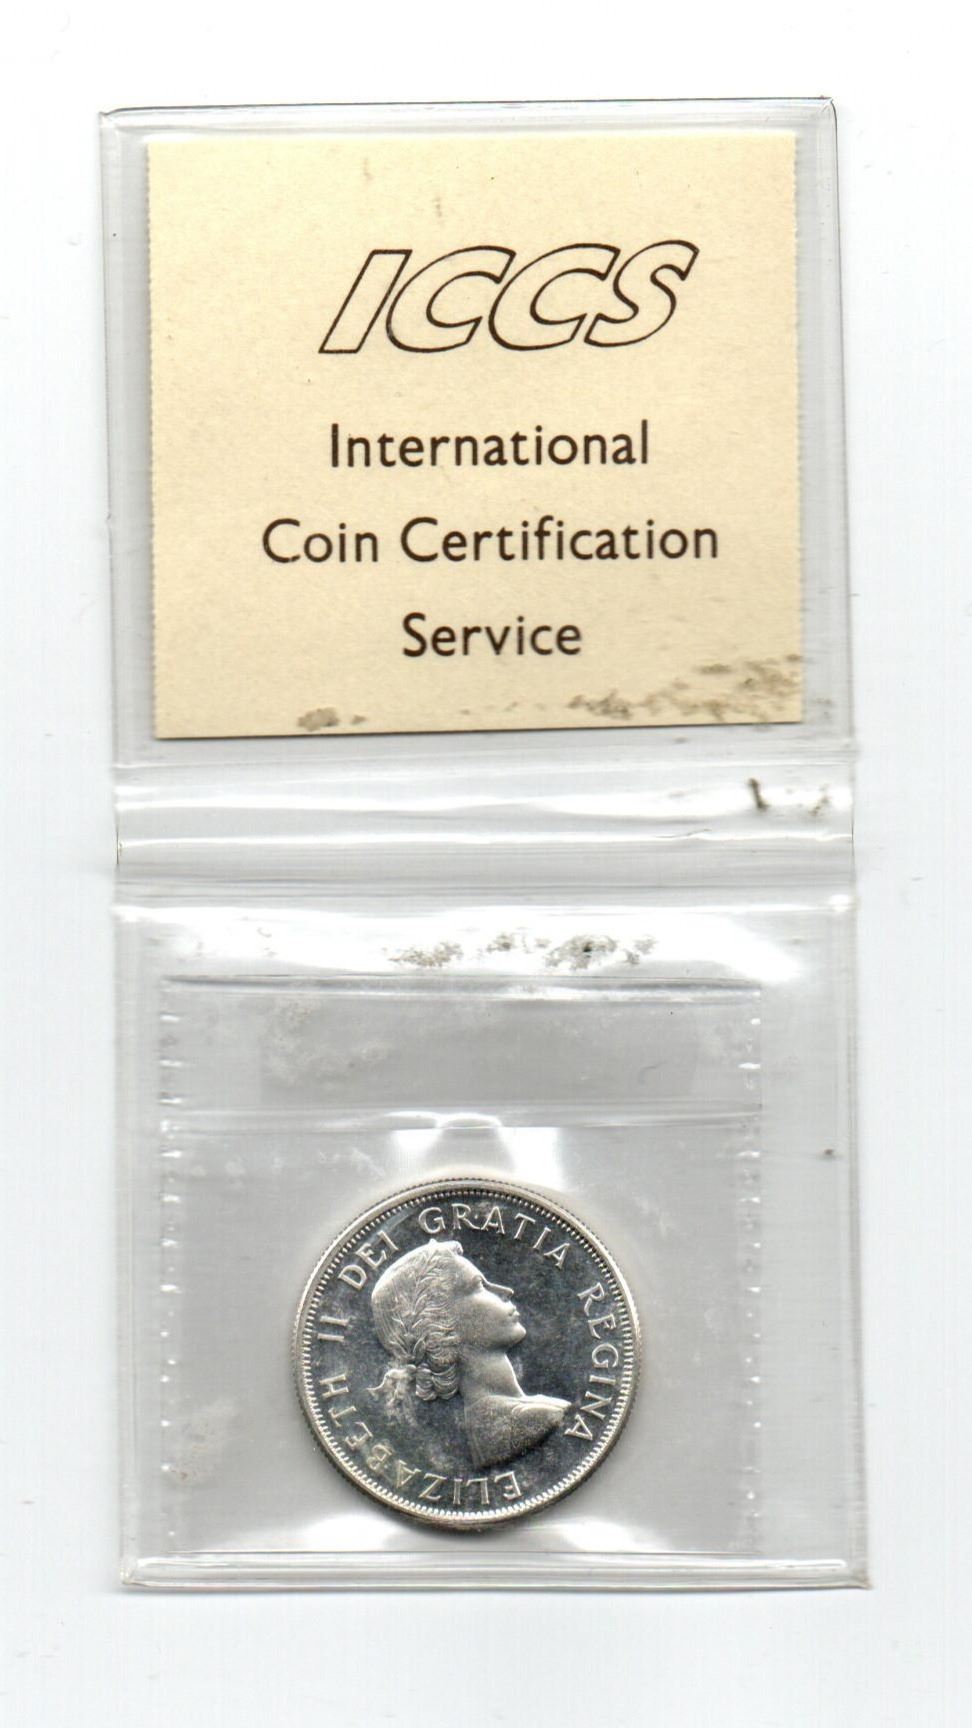 ICCS
International
Coin Certification
Service
ELIZABETH II DEI GRATIA REGINA